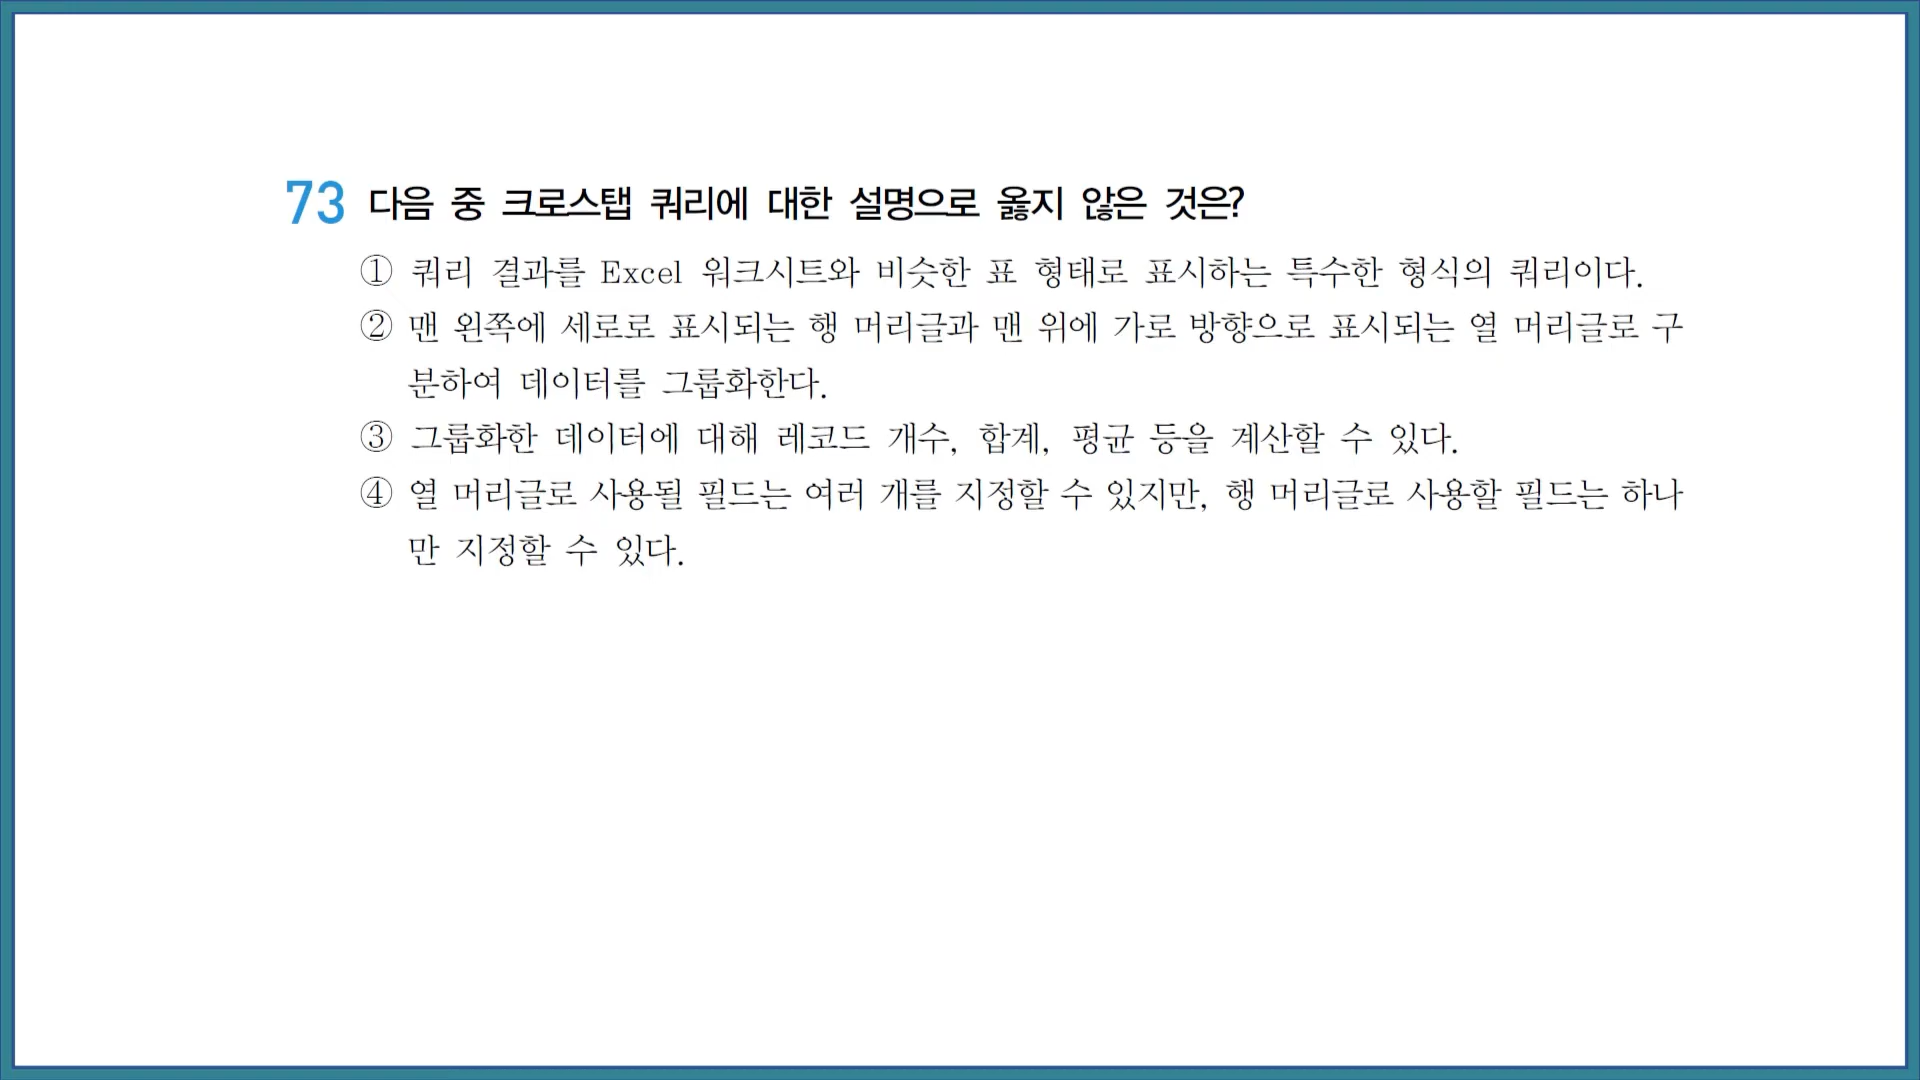 73 다음 중 크로스탭 쿼리에 대한 설명으로 옳지 않은 것은?
① 쿼리 결과를 Excel 워크시트와 비슷한 표 형태로 표시하는 특수한 형식의 쿼리이다.
② 맨 왼쪽에 세로로 표시되는 행 머리글과 맨 위에 가로 방향으로 표시되는 열 머리글로 구
분하여 데이터를 그룹화한다.
③ 그룹화한 데이터에 대해 레코드 개수, 합계, 평균 등을 계산할 수 있다.
④ 열 머리글로 사용될 필드는 여러 개를 지정할 수 있지만, 행 머리글로 사용할 필드는 하나
만 지정할 수 있다.